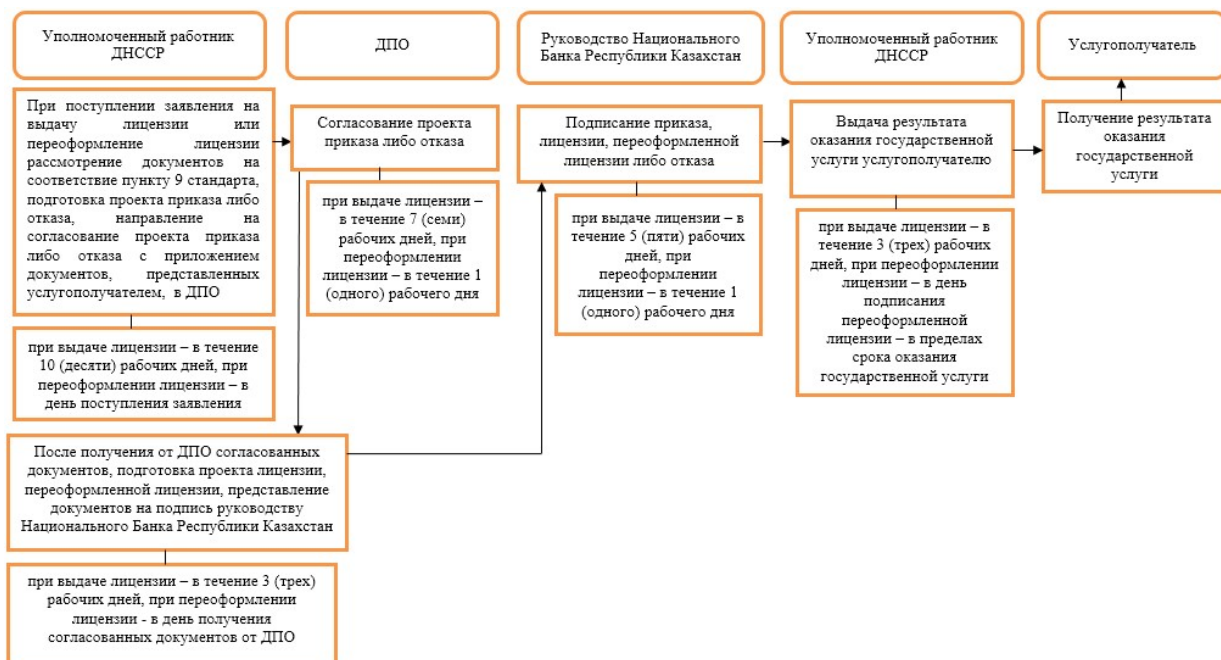 Уполномоченный работник
ДНССР
ДПО
Руководство Национального
Банка Республики Казахстан
Уполномоченный работник
ДНССР
Услугополучатель
При поступлении заявления на
выдачу лицензии или
переоформление лицензии
рассмотрение документов на
соответствие пункту 9 стандарта,
подготовка проекта приказа либо
отказа, направление на
согласование проекта приказа
либо отказа с приложением
документов, представленных
услугополучателем, в ДПО
при выдаче лицензии – в течение
10 (десяти) рабочих дней, при
переоформлении лицензии – в
день поступления заявления
Согласование проекта
приказа либо отказа
при выдаче лицензии –
в течение 7 (семи)
рабочих дней, при
переоформлении
лицензии – в течение 1
(одного) рабочего дня
Подписание приказа,
лицензии, переоформленной
лицензии либо отказа
при выдаче лицензии – в
течение 5 (пяти) рабочих
дней, при
переоформлении
лицензии – в течение 1
(одного) рабочего дня
Выдача результата
оказания государственной
услуги услугополучателю
при выдаче лицензии – в
течение 3 (трех) рабочих
дней, при переоформлении
лицензии – в день
подписания
переоформленной
лицензии – в пределах
срока оказания
государственной услуги
Получение результата
оказания
государственной
услуги
После получения от ДПО согласованных
документов, подготовка проекта лицензии,
переоформленной лицензии, представление
документов на подпись руководству
Национального Банка Республики Казахстан
при выдаче лицензии – в течение 3 (трех)
рабочих дней, при переоформлении
лицензии - в день получения
согласованных документов от ДПО